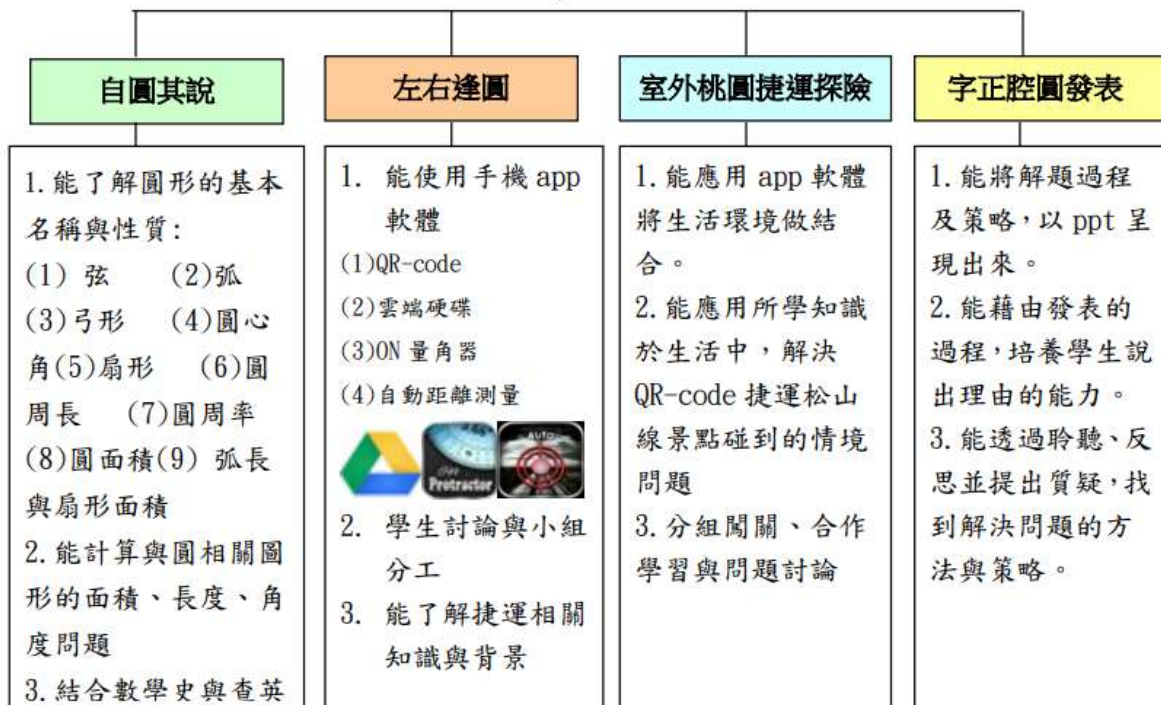 自圓其說
1.能了解圓形的基本
名稱與性質:
(1) 弦 (2)弧
(3)弓形 (4)圓心
角(5)扇形 (6)圓
周長 (7)圓周率
(8)圓面積(9) 弧長
與扇形面積
2.能計算與圓相關圖
形的面積、長度、角
度問題
3.結合數學史與查英
左右逢圓
1. 能使用手機 app
軟體
(1)QR-code
(2)雲端硬碟
(3)ON 量角器
(4)自動距離測量
Protractor
AUTO
2. 學生討論與小組
分工
3. 能了解捷運相關
知識與背景
室外桃圓捷運探險
1.能應用 app 軟體
將生活環境做結
合。
2.能應用所學知識
於生活中，解決
QR-code 捷運松山
線景點碰到的情境
問題
3.分組闖關、合作
學習與問題討論
字正腔圓發表
1.能將解題過程
及策略，以 ppt 呈
現出來。
2.能藉由發表的
過程，培養學生說
出理由的能力。
3.能透過聆聽、反
思並提出質疑，找
到解決問題的方
法與策略。